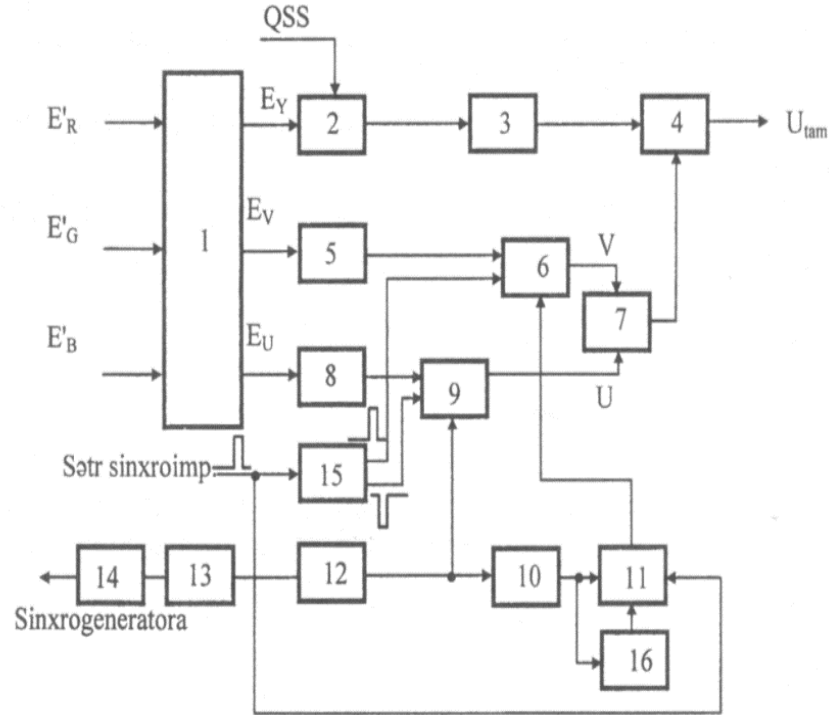 QSS
E'R
EY
1
2
3
4
Utam
E'G
EV
5
6
V
7
E'B
EU
8
9
U
Sətr sinxroimp.
15
14
13
12
10
11
Sinxrogeneratora
16